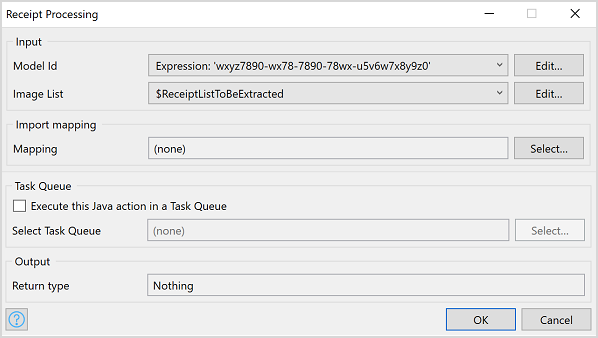 Receipt Processing
Input
Model Id Expression: 'wxyz7890-wx78-7890-78wx-u5v6w7x8y9z0' Edit...
Image List $ReceiptListToBeExtracted Edit...
Import mapping
Mapping (none) Select...
Task Queue
Execute this Java action in a Task Queue
Select Task Queue (none) Select...
Output
Return type Nothing
? OK Cancel